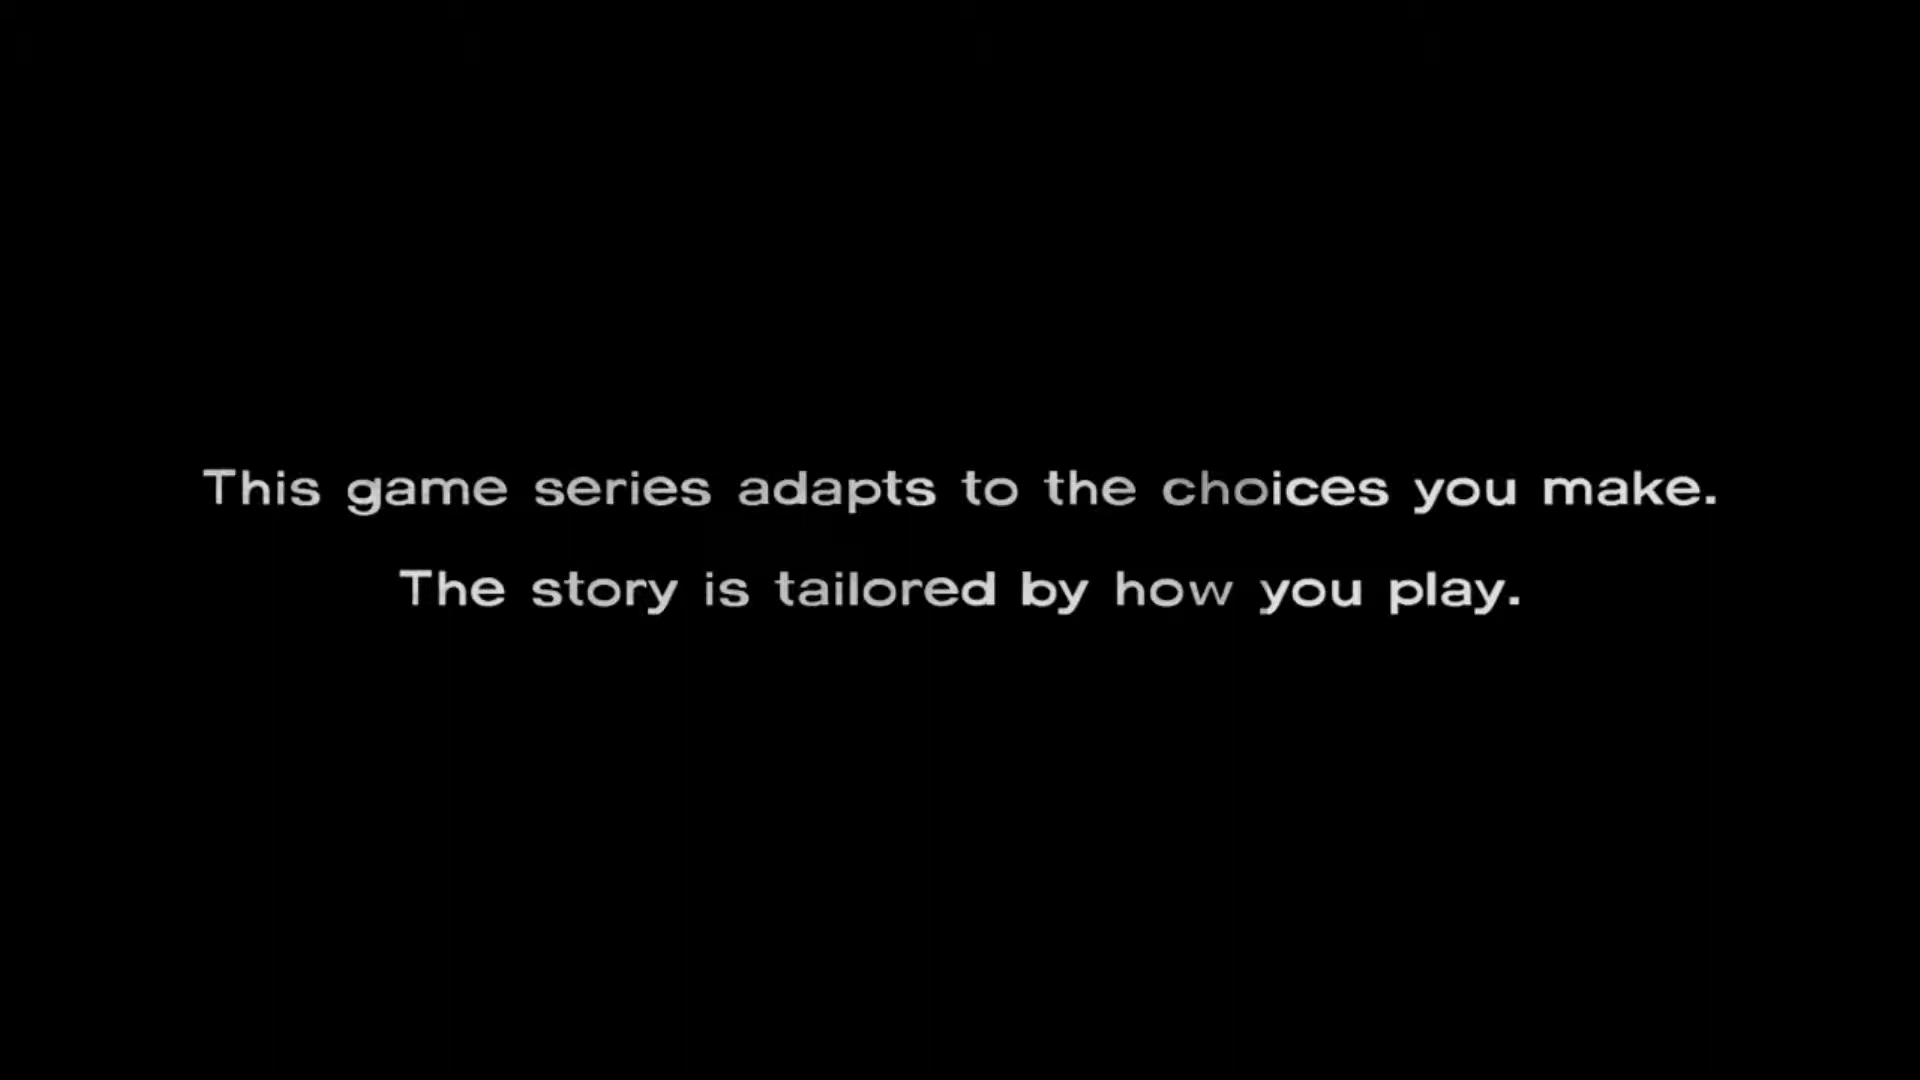 This game series adapts to the choices you make.
The story is tailored by how you play.